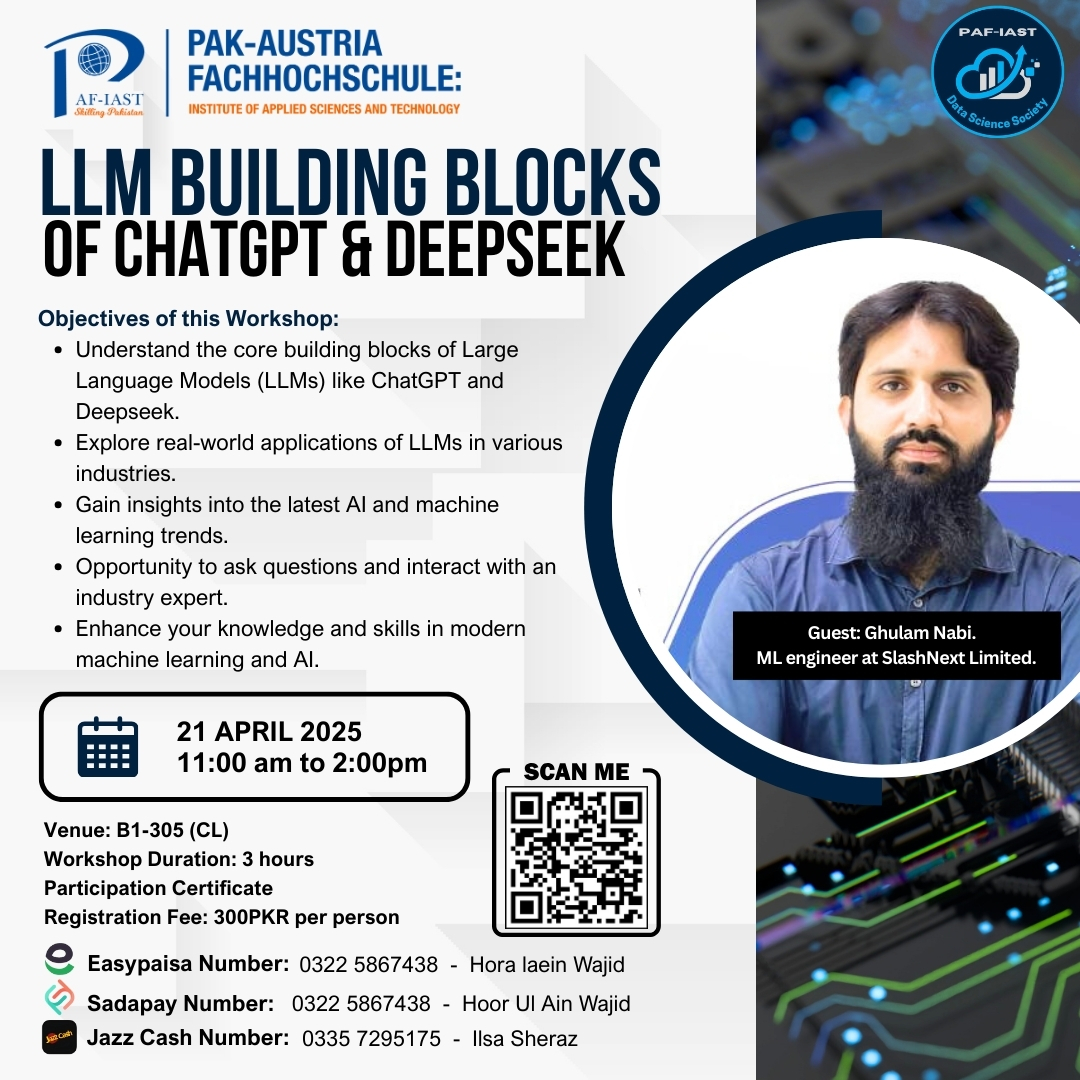 PAK-AUSTRIA
FACHHOCHSCHULE:
INSTITUTE OF APPLIED SCIENCES AND TECHNOLOGY
AF-IAST
Skilling Pakistan
PAF-IAST
Data Science Society
LLM BUILDING BLOCKS
OF CHATGPT & DEEPSEEK
Objectives of this Workshop:
• Understand the core building blocks of Large
Language Models (LLMs) like ChatGPT and
Deepseek.
• Explore real-world applications of LLMs in various
industries.
• Gain insights into the latest AI and machine
learning trends.
• Opportunity to ask questions and interact with an
industry expert.
• Enhance your knowledge and skills in modern
machine learning and AI.
Guest: Ghulam Nabi.
ML engineer at SlashNext Limited.
21 APRIL 2025
11:00 am to 2:00pm
SCAN ME
Venue: B1-305 (CL)
Workshop Duration: 3 hours
Participation Certificate
Registration Fee: 300PKR per person
Easypaisa Number: 0322 5867438 - Hora laein Wajid
Sadapay Number: 0322 5867438 - Hoor Ul Ain Wajid
Jazz Cash
Jazz Cash Number: 0335 7295175 - Ilsa Sheraz